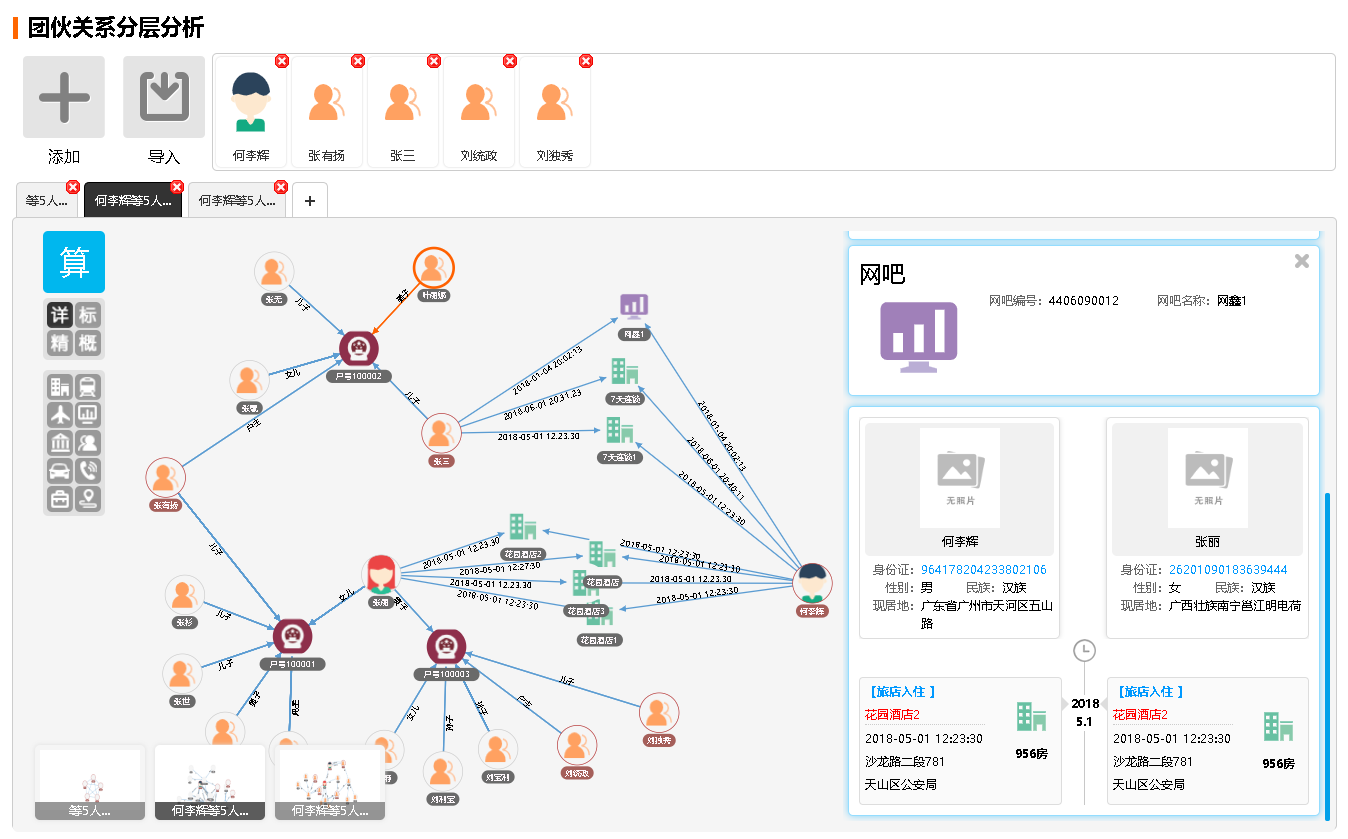 团伙关系分层分析
添加
导入
何李辉
张有扬
张三
刘统政
刘独秀
等5人...
何李辉等5人...
何李辉等5人...
+
算
详 标
精 概
张无
儿子
妻子
户号100002
女儿
户主
儿子
张三
张有扬
2018-01-04 20:02:13
2018-06-01 20:31:23
2018-05-01 12:23:30
网鑫1
7天连锁
7天连锁1
2018-01-04 20:02:13
2018-06-01 20:40:11
2018-05-01 12:23:30
儿子
花园酒店2
花园酒店
花园酒店3
花园酒店1
2018-05-01 12:23:30
2018-05-01 12:27:30
2018-05-01 12:23:30
2018-05-01 12:23:30
2018-05-01 12:23:30
2018-05-01 12:23:30
2018-05-01 12:23:30
2018-05-01 12:23:30
何李辉
张丽
女儿
妻子
张杉
儿子
户号100001
户号100003
张世
儿子
妻子
女儿
孙子
儿子
刘独秀
刘统政
刘宝利
刘利宝
等5人...
何李辉等5人...
何李辉等5人...
网吧
网吧编号：4406090012
网吧名称：网鑫1
无照片
何李辉
身份证：964178204233802106
性别：男 民族：汉族
现居地：广东省广州市天河区五山
路
无照片
张丽
身份证：26201090183639444
性别：女 民族：汉族
现居地：广西壮族南宁邕江明电荷
2018
5.1
【旅店入住 】
花园酒店2
2018-05-01 12:23:30
沙龙路二段781
天山区公安局
956房
【旅店入住 】
花园酒店2
2018-05-01 12:23:30
沙龙路二段781
天山区公安局
956房